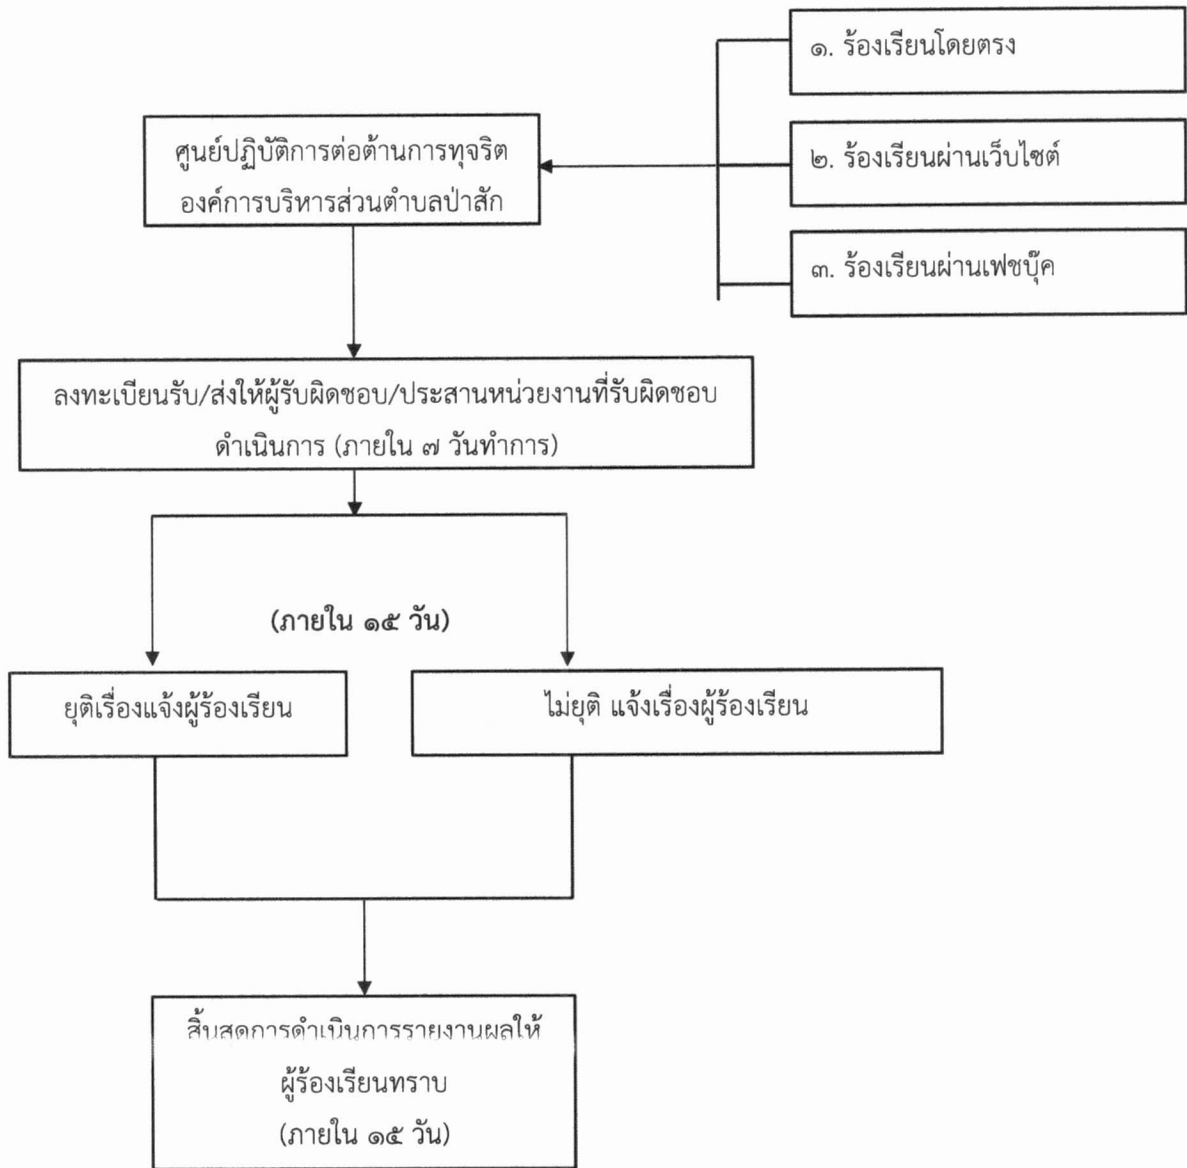 ๑. ร้องเรียนโดยตรง
ศูนย์ปฏิบัติการต่อต้านการทุจริต
องค์การบริหารส่วนตำบลป่าสัก
๒. ร้องเรียนผ่านเว็บไซต์
๓. ร้องเรียนผ่านเฟชบุ๊ค
ลงทะเบียนรับ/ส่งให้ผู้รับผิดชอบ/ประสานหน่วยงานที่รับผิดชอบ
ดำเนินการ (ภายใน ๗ วันทำการ)
(ภายใน ๑๕ วัน)
ยุติเรื่องแจ้งผู้ร้องเรียน
ไม่ยุติ แจ้งเรื่องผู้ร้องเรียน
สิ้นสุดการดำเนินการรายงานผลให้
ผู้ร้องเรียนทราบ
(ภายใน ๑๕ วัน)